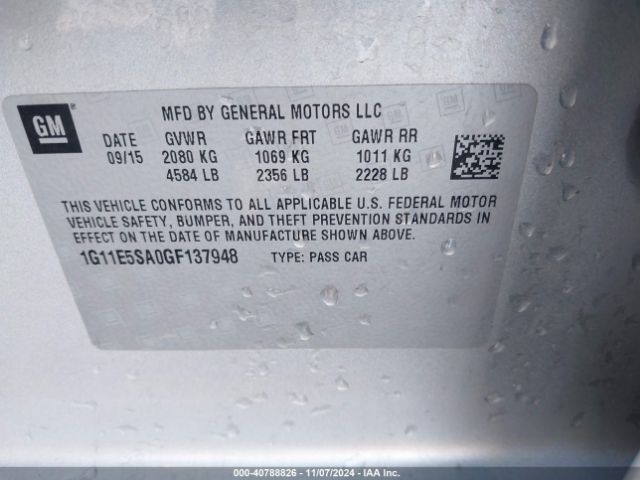 GM
MFD BY GENERAL MOTORS LLC
DATE GVWR GAWR FRT GAWR RR
09/15 2080 KG 1069 KG 1011 KG
4584 LB 2356 LB 2228 LB
THIS VEHICLE CONFORMS TO ALL APPLICABLE U.S. FEDERAL MOTOR
VEHICLE SAFETY, BUMPER, AND THEFT PREVENTION STANDARDS IN
EFFECT ON THE DATE OF MANUFACTURE SHOWN ABOVE.
1G11E5SA0GF137948 TYPE: PASS CAR
000-40788826 - 11/07/2024 - IAA Inc.